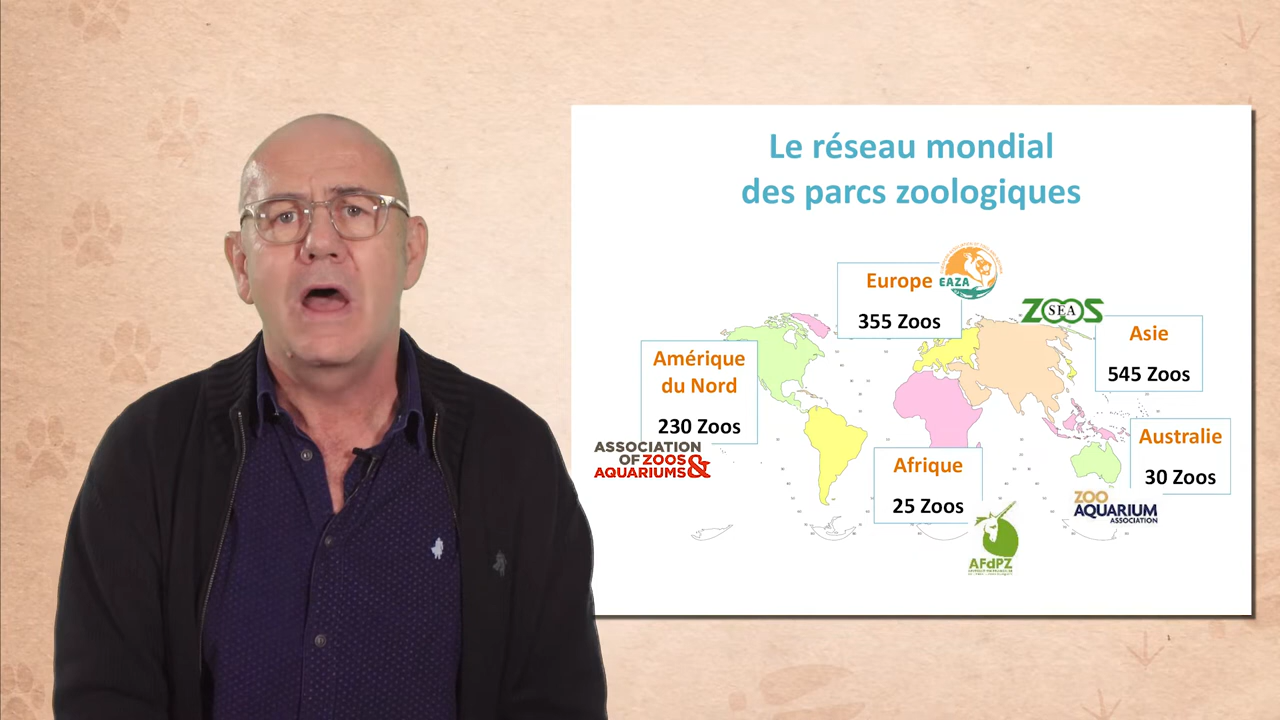 Le réseau mondial
des parcs zoologiques
Europe
355 Zoos
EAZA
ZOOS
SEA
Asie
545 Zoos
Amérique
du Nord
230 Zoos
ASSOCIATION
OF ZOOS
AQUARIUMS&
Australie
30 Zoos
ZOO
AQUARIUM
ASSOCIATION
Afrique
25 Zoos
AFdPZ